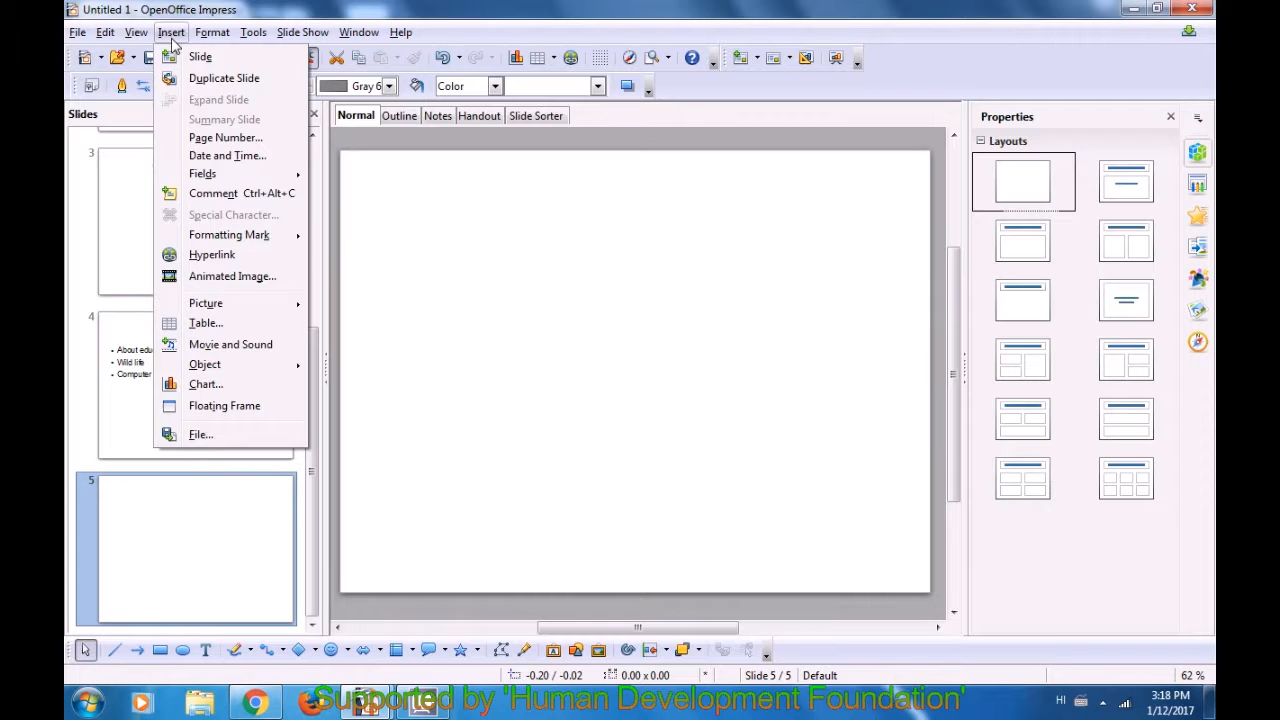 Untitled 1 - OpenOffice Impress
File Edit View Insert Format Tools Slide Show Window Help
Gray 6 Color
Slides
Slide
Duplicate Slide
Expand Slide
Summary Slide
Page Number...
Date and Time...
Fields
Comment Ctrl+Alt+C
Special Character...
Formatting Mark
Hyperlink
Animated Image...
Picture
Table...
Movie and Sound
Object
Chart...
Floating Frame
File...
3
4
• About edu
• Wild life
• Computer
5
Normal Outline Notes Handout Slide Sorter
Properties
Layouts
-0.20 / -0.02 0.00 x 0.00 * Slide 5 / 5 Default 62 %
Supported by 'Human Development Foundation'
HI 3:18 PM
1/12/2017